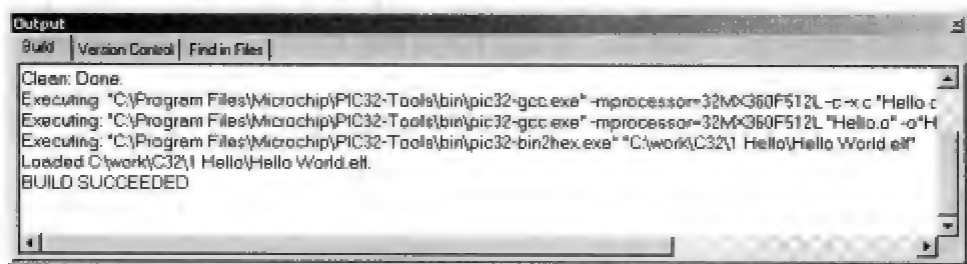 Output
Build Version Control Find in Files
Clean: Done.
Executing: "C:\Program Files\Microchip\PIC32-Tools\bin\pic32-gcc.exe" -mprocessor=32MX360F512L -c -x c "Hello c
Executing: "C:\Program Files\Microchip\PIC32-Tools\bin\pic32-gcc.exe" -mprocessor=32MX360F512L "Hello.o" -o"H
Executing: "C:\Program Files\Microchip\PIC32-Tools\bin\pic32-bin2hex.exe" "C:\work\C32\1 Hello\Hello World.elf"
Loaded C:\work\C32\1 Hello\Hello World.elf.
BUILD SUCCEEDED